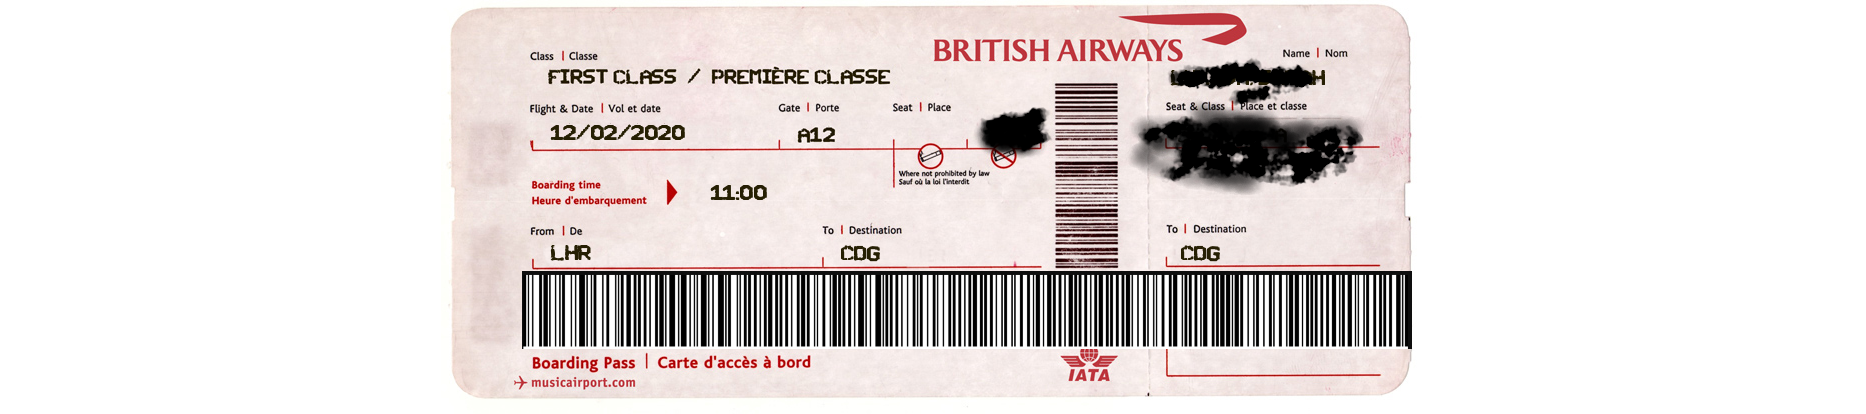 BRITISH AIRWAYS
Class | Classe
FIRST CLASS / PREMIÈRE CLASSE
Name | Nom
Flight & Date | Vol et date
Gate | Porte
Seat | Place
Seat & Class | Place et classe
12/02/2020
A12
Where not prohibited by law
Sauf où la loi l'interdit
Boarding time
Heure d'embarquement
11:00
From | De
To | Destination
To | Destination
LHR
CDG
CDG
Boarding Pass | Carte d'accès à bord
IATA
musicairport.com